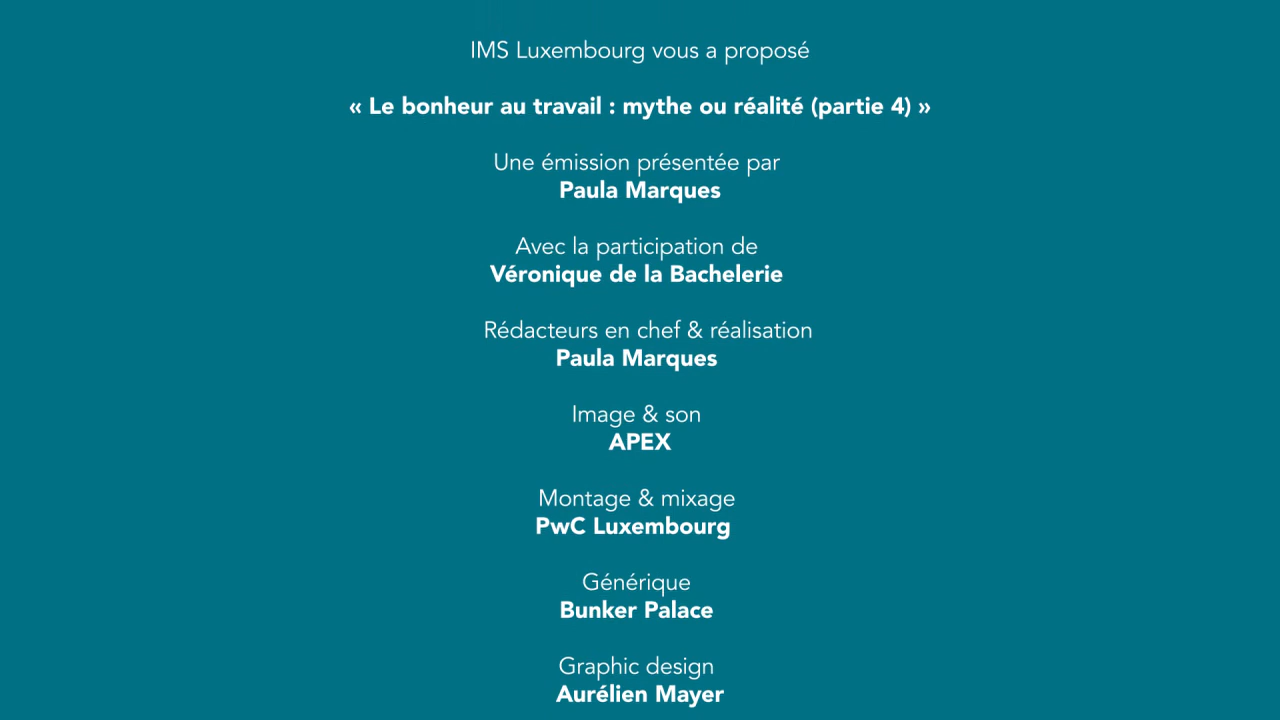 IMS Luxembourg vous a proposé
« Le bonheur au travail : mythe ou réalité (partie 4) »
Une émission présentée par
Paula Marques
Avec la participation de
Véronique de la Bachelerie
Rédacteurs en chef & réalisation
Paula Marques
Image & son
APEX
Montage & mixage
PwC Luxembourg
Générique
Bunker Palace
Graphic design
Aurélien Mayer